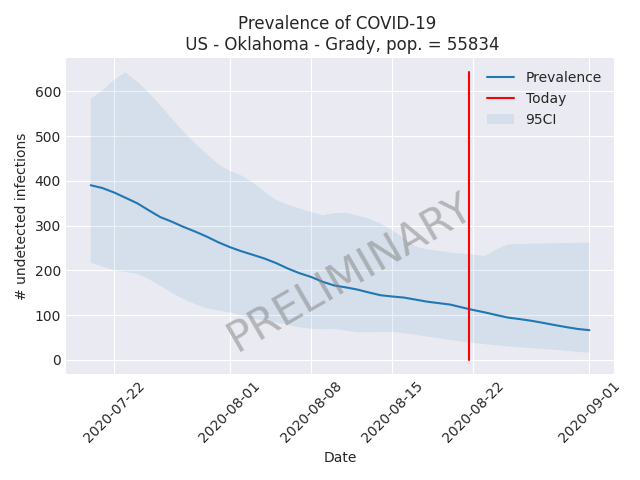 Prevalence of COVID-19
US - Oklahoma - Grady, pop. = 55834
# undetected infections
600
500
400
300
200
100
0
Prevalence
Today
95CI
PRELIMINARY
2020-07-22
2020-08-01
2020-08-08
2020-08-15
2020-08-22
2020-09-01
Date